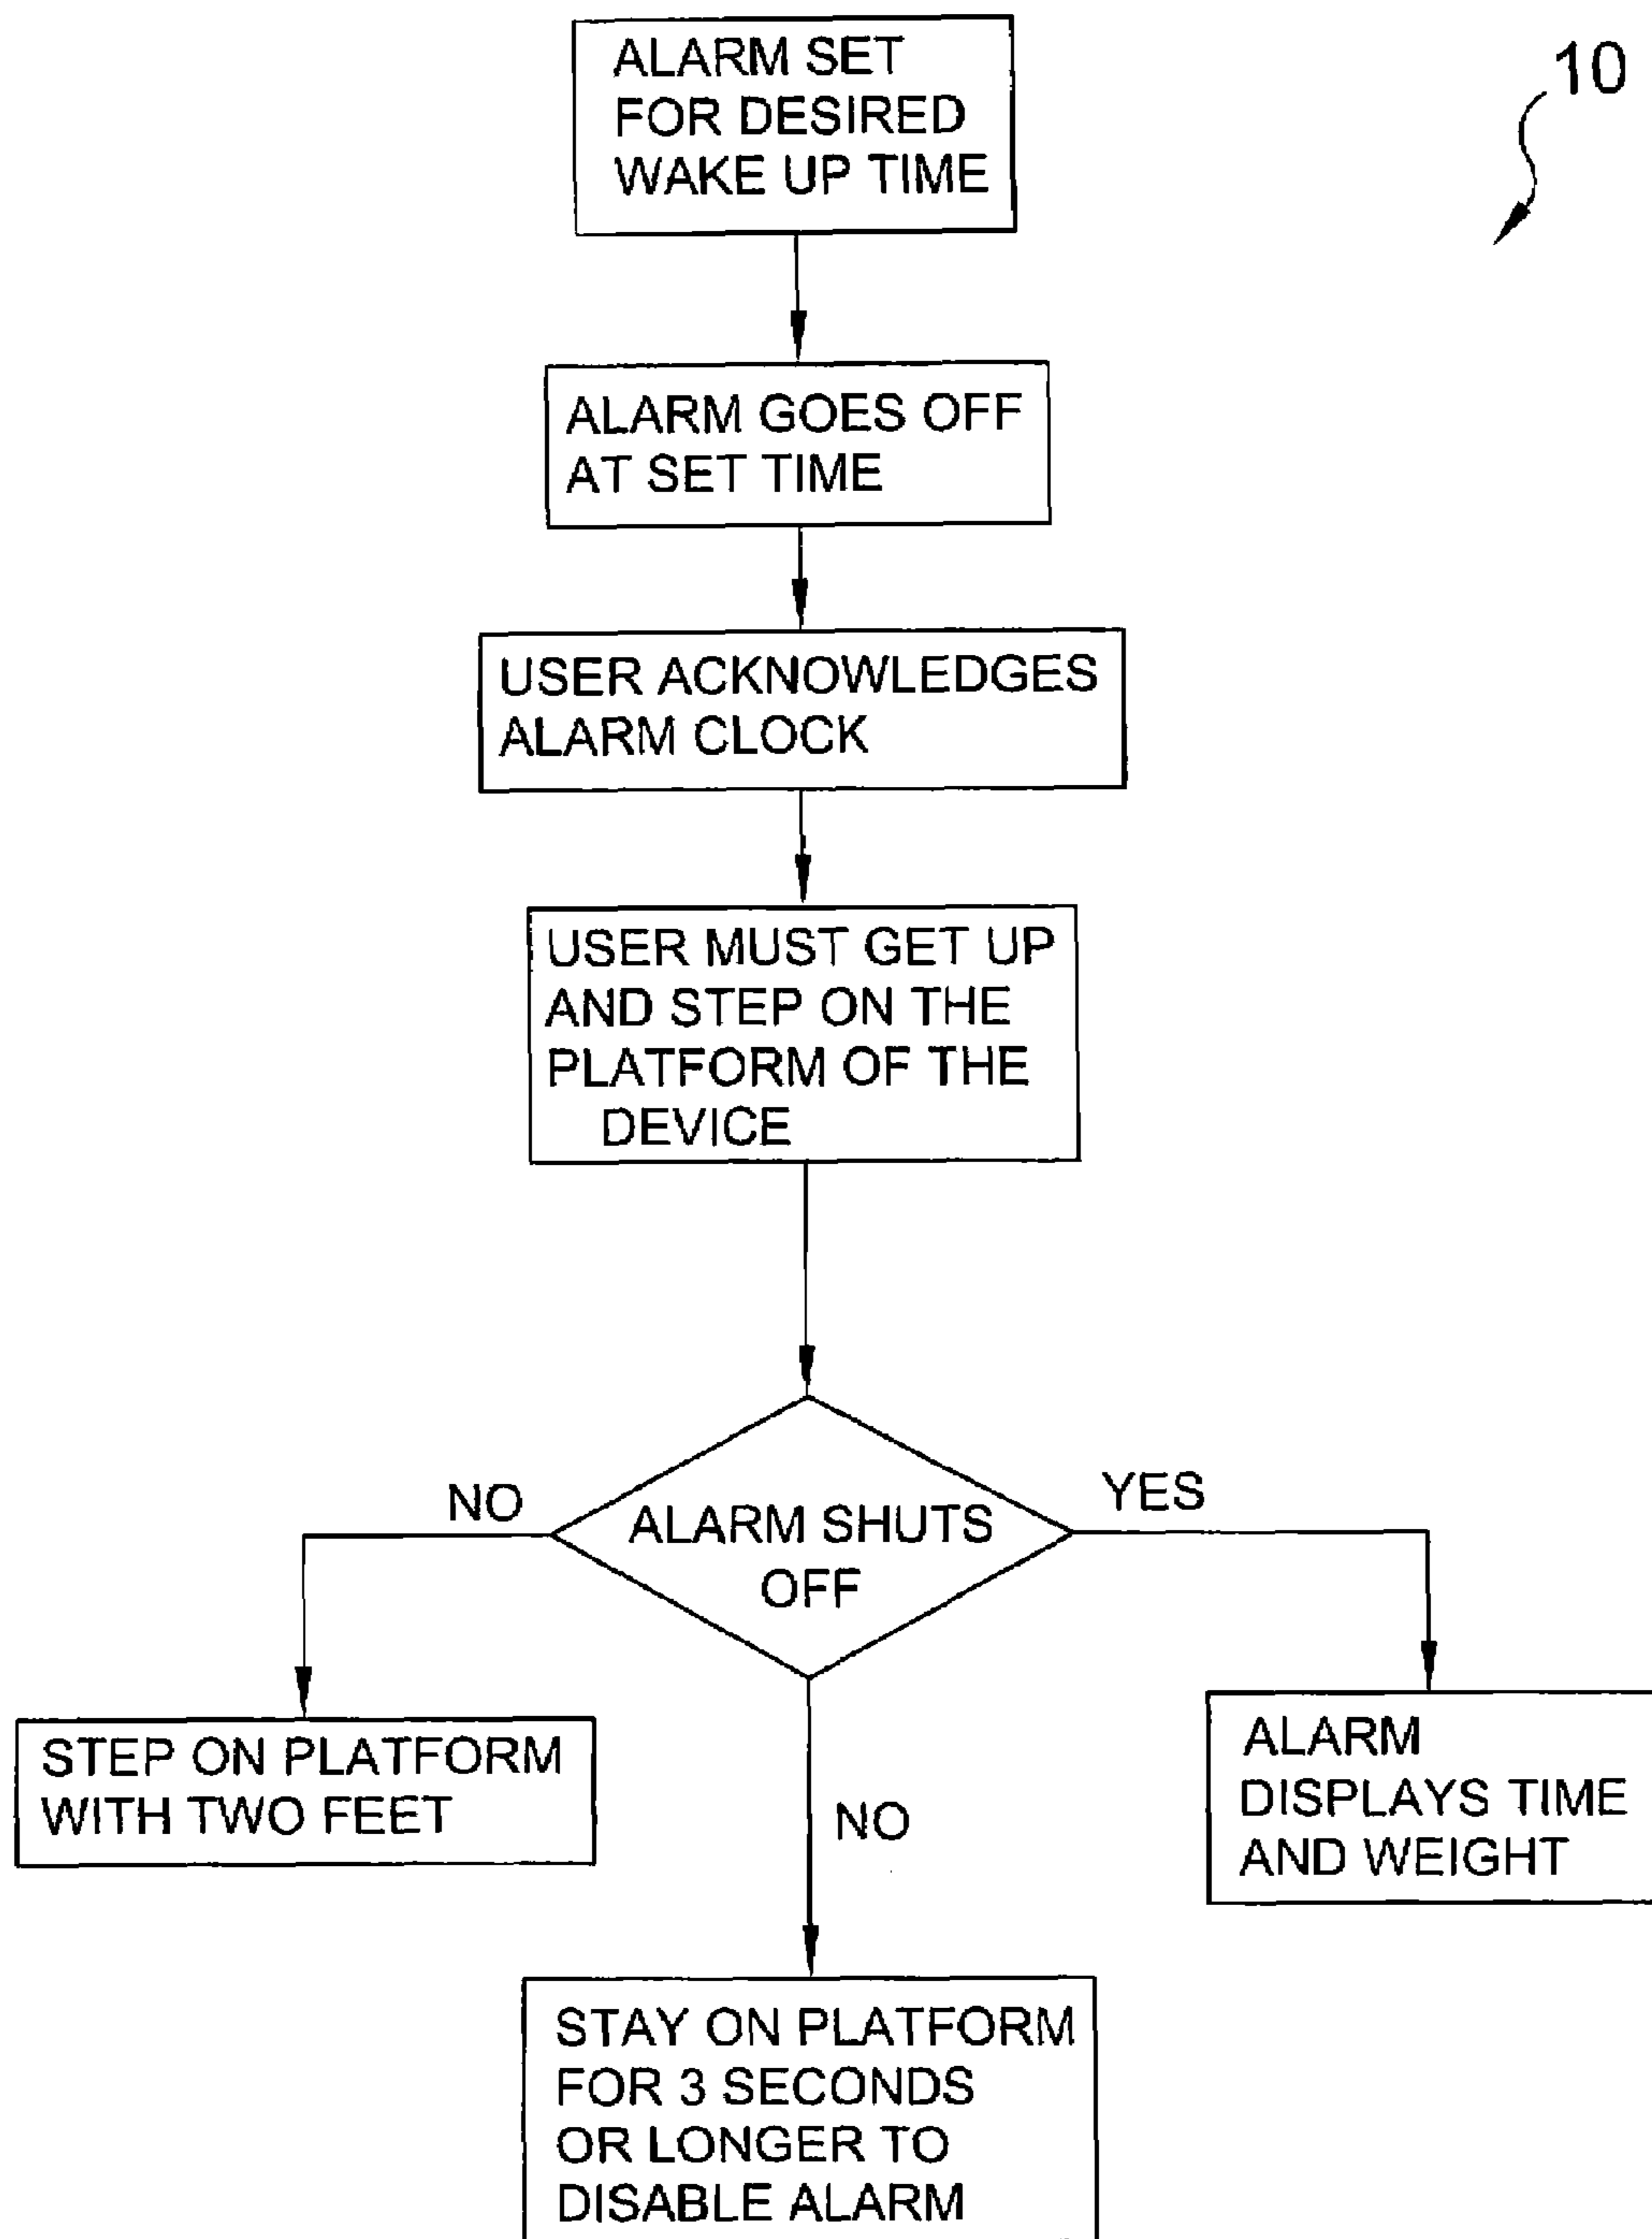 10
ALARM SET
FOR DESIRED
WAKE UP TIME
ALARM GOES OFF
AT SET TIME
USER ACKNOWLEDGES
ALARM CLOCK
USER MUST GET UP
AND STEP ON THE
PLATFORM OF THE
DEVICE
ALARM SHUTS
OFF
NO
YES
STEP ON PLATFORM
WITH TWO FEET
NO
ALARM
DISPLAYS TIME
AND WEIGHT
STAY ON PLATFORM
FOR 3 SECONDS
OR LONGER TO
DISABLE ALARM